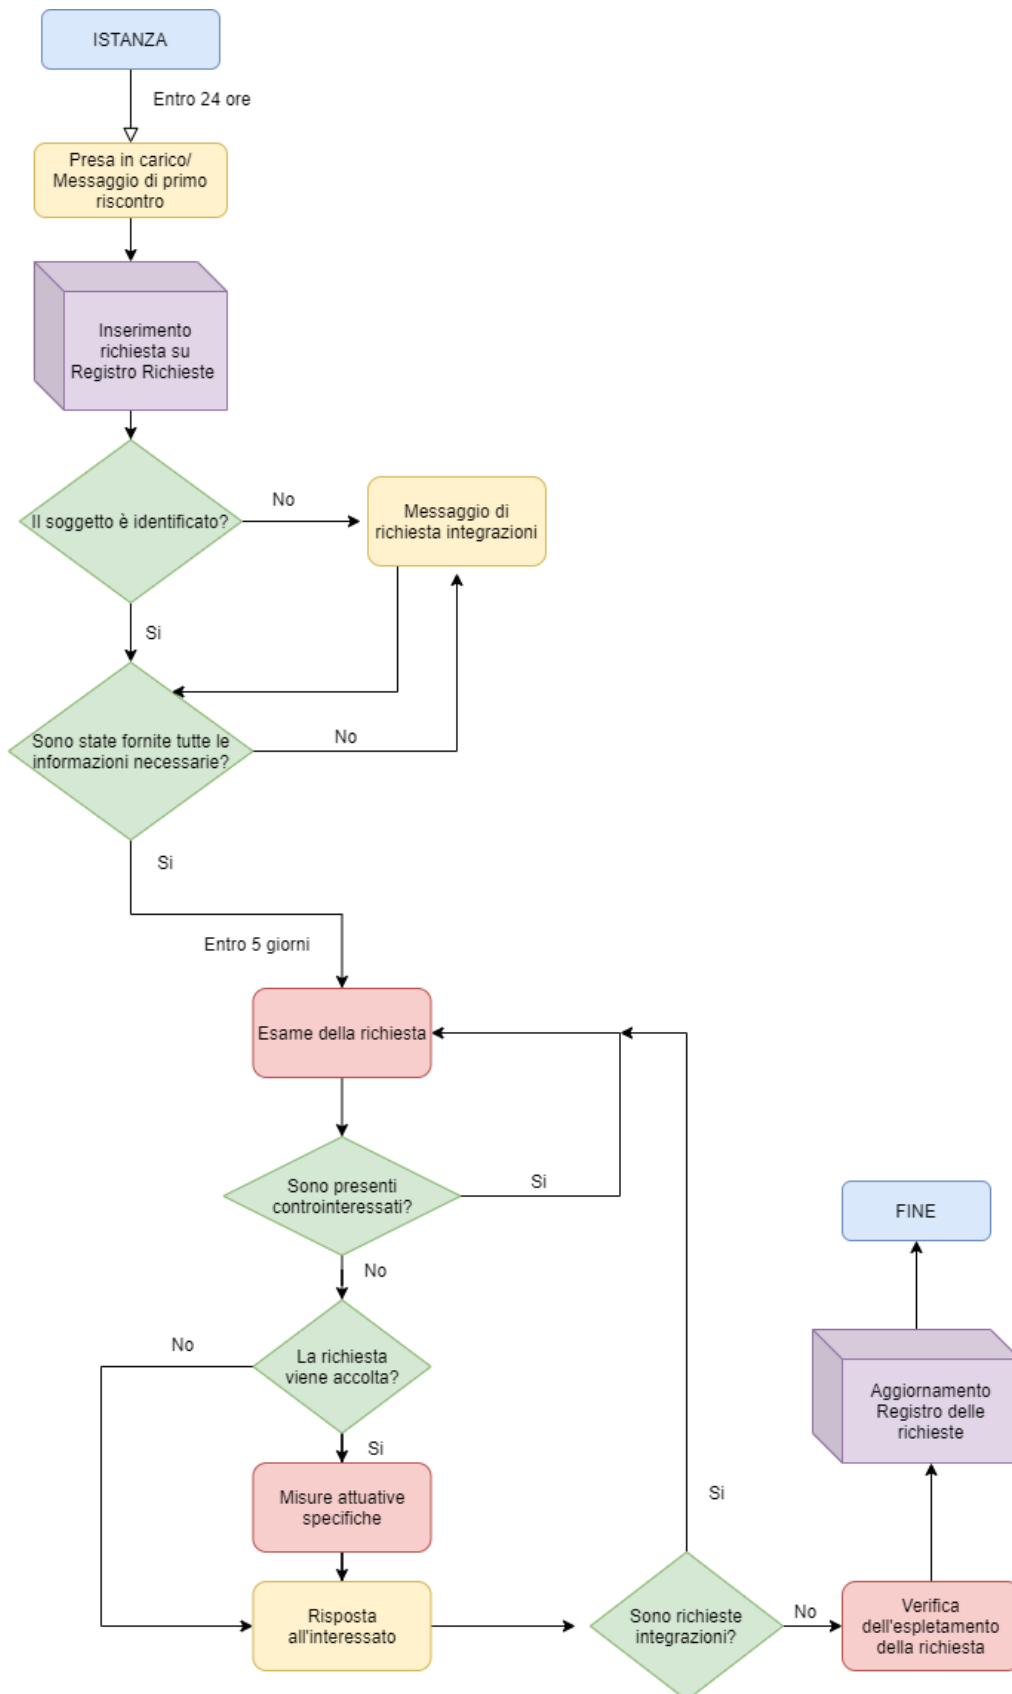 ISTANZA
Entro 24 ore
Presa in carico/
Messaggio di primo
riscontro
Inserimento
richiesta su
Registro Richieste
Il soggetto è identificato?
No
Messaggio di
richiesta integrazioni
Si
Sono state fornite tutte le
informazioni necessarie?
No
Si
Entro 5 giorni
Esame della richiesta
Sono presenti
controinteressati?
Si
No
La richiesta
viene accolta?
No
Si
Misure attuative
specifiche
Risposta
all'interessato
Sono richieste
integrazioni?
Si
No
Verifica
dell'espletamento
della richiesta
Aggiornamento
Registro delle
richieste
FINE